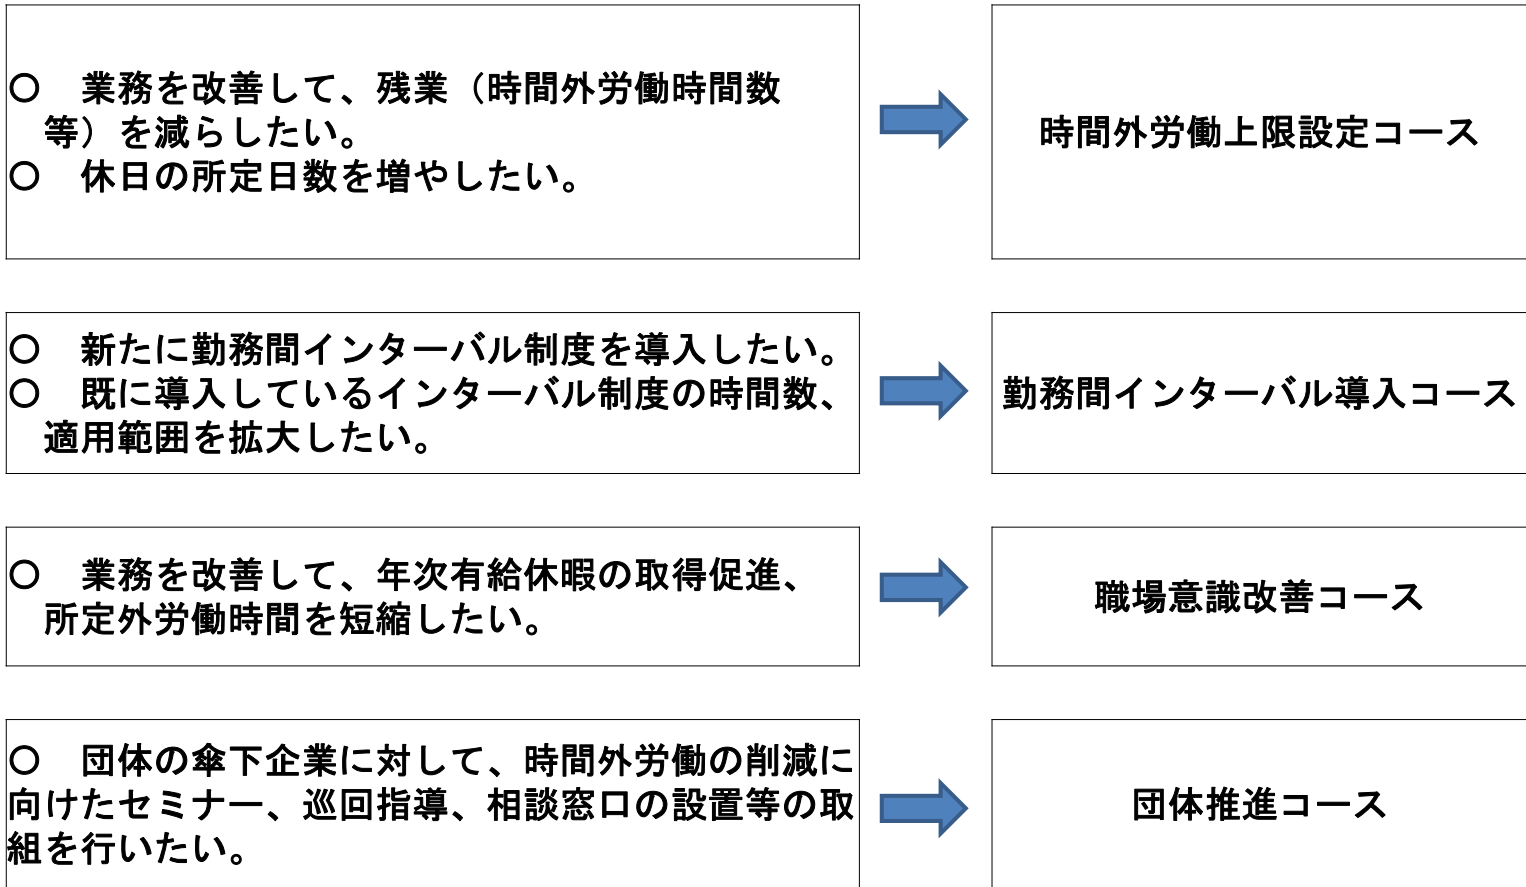 ○　業務を改善して、残業（時間外労働時間数
等）を減らしたい。
○　休日の所定日数を増やしたい。
時間外労働上限設定コース
○　新たに勤務間インターバル制度を導入したい。
○　既に導入しているインターバル制度の時間数、
適用範囲を拡大したい。
勤務間インターバル導入コース
○　業務を改善して、年次有給休暇の取得促進、
所定外労働時間を短縮したい。
職場意識改善コース
○　団体の傘下企業に対して、時間外労働の削減に
向けたセミナー、巡回指導、相談窓口の設置等の取
組を行いたい。
団体推進コース